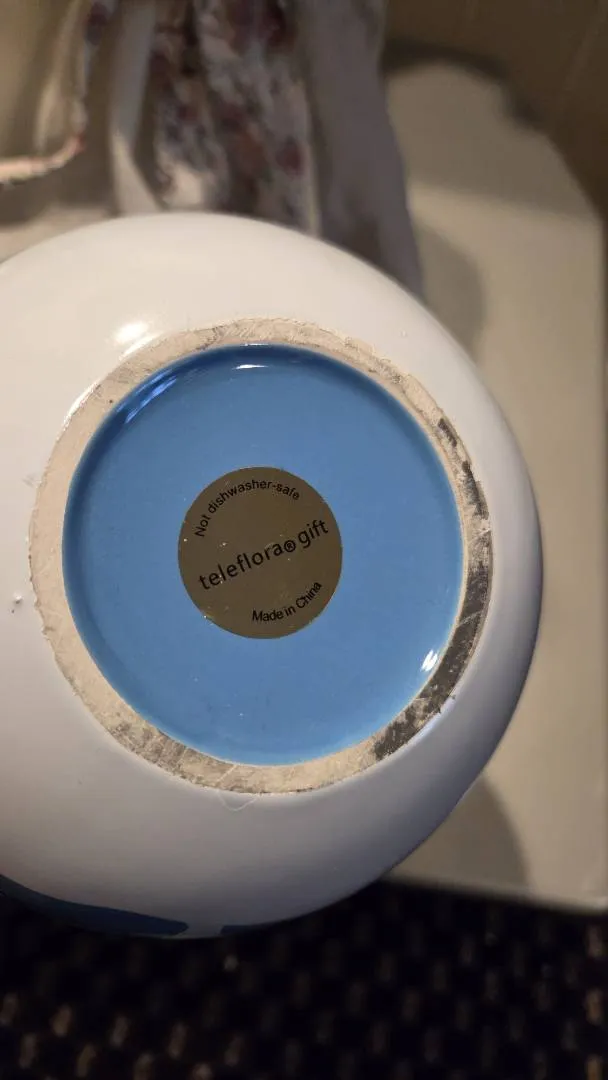 Not dishwasher-safe
teleflora® gift
Made in China